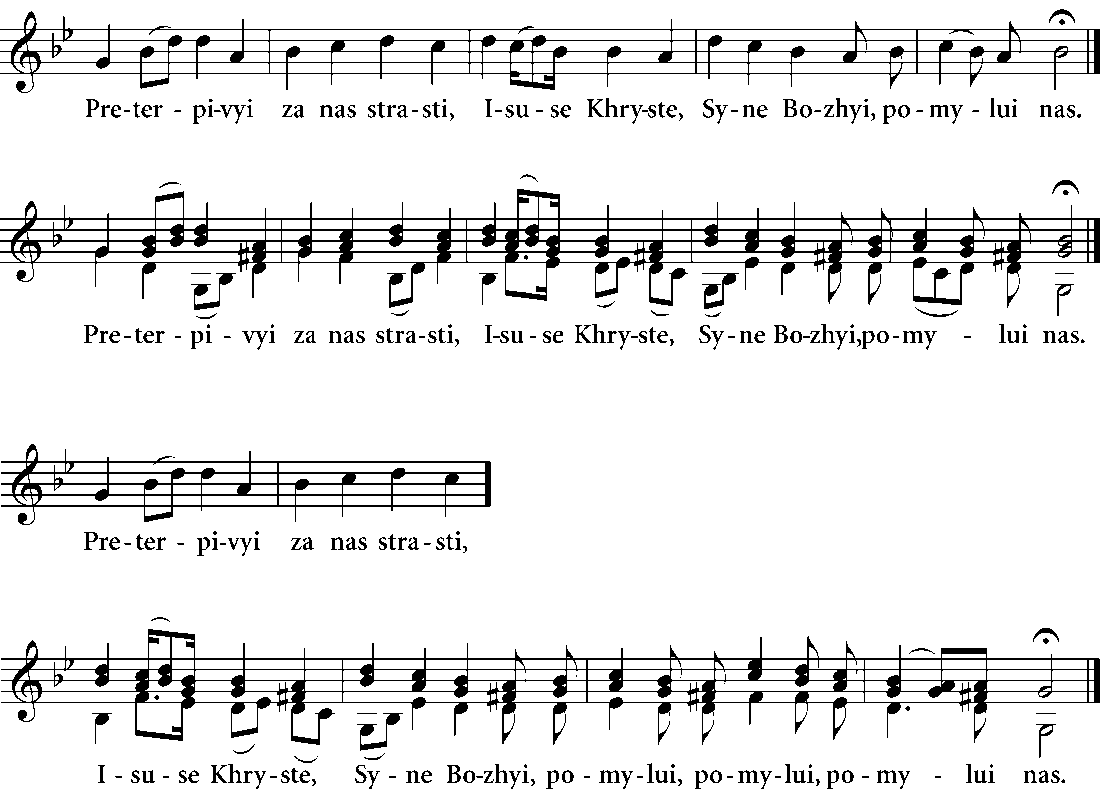 Pre-ter - pi-vyi za nas stra-sti, I-su-se Khry-ste, Sy-ne Bo-zhyi, po-my-lui nas.
Pre-ter - pi - vyi za nas stra-sti, I-su-se Khry-ste, Sy-ne Bo-zhyi,po-my - lui nas.
Pre-ter - pi-vyi za nas stra-sti,
I-su-se Khry-ste, Sy-ne Bo-zhyi, po-my-lui, po-my-lui, po-my - lui nas.